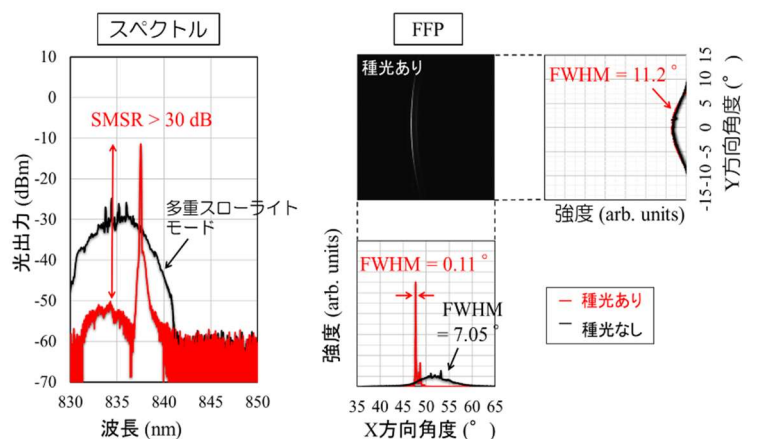 スペクトル
10
0
-10
-20
-30
-40
-50
-60
-70
光出力 (dBm)
SMSR > 30 dB
多重スローライト
モード
830 835 840 845 850
波長 (nm)
FFP
種光あり
FWHM = 11.2 °
15
10
5
0
-5
-10
-15
Y方向角度 (°)
強度 (arb. units)
FWHM = 0.11 °
FWHM
= 7.05 °
強度 (arb. units)
35 40 45 50 55 60 65
X方向角度 (°)
種光あり
種光なし